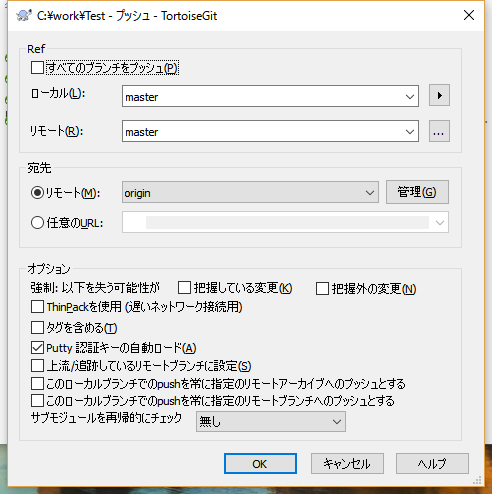 C:¥work¥Test - プッシュ - TortoiseGit
Ref
すべてのブランチをプッシュ(P)
ローカル(L):
master
リモート(R):
master
...
宛先
リモート(M):
origin
管理(G)
任意のURL:
オプション
強制: 以下を失う可能性が
把握している変更(K)
把握外の変更(N)
ThinPackを使用 (遅いネットワーク接続用)
タグを含める(T)
Putty 認証キーの自動ロード(A)
上流/追跡しているリモートブランチに設定(S)
このローカルブランチでのpushを常に指定のリモートアーカイブへのプッシュとする
このローカルブランチでのpushを常に指定のリモートブランチへのプッシュとする
サブモジュールを再帰的にチェック
無し
OK
キャンセル
ヘルプ